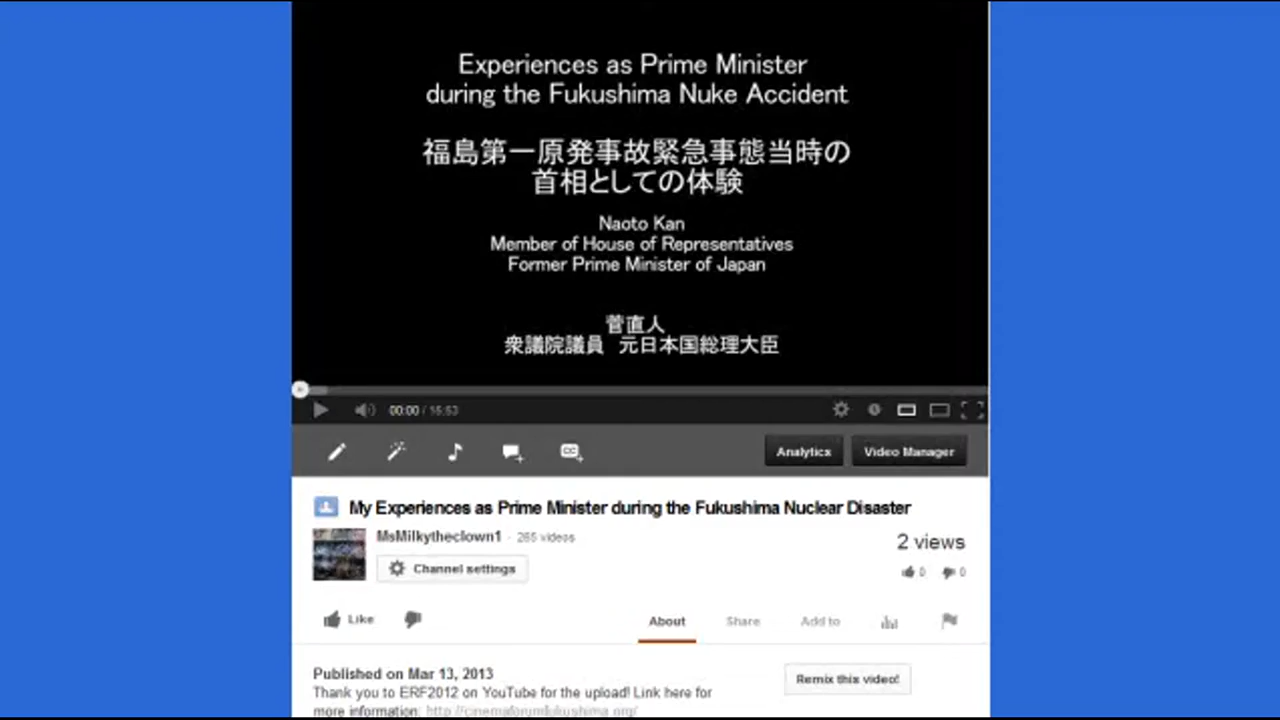 Experiences as Prime Minister
during the Fukushima Nuke Accident
福島第一原発事故緊急事態当時の
首相としての体験
Naoto Kan
Member of House of Representatives
Former Prime Minister of Japan
菅直人
衆議院議員 元日本国総理大臣
00:00 / 15:53
Analytics Video Manager
My Experiences as Prime Minister during the Fukushima Nuclear Disaster
MsMilkytheclown1 · 265 videos
2 views
Channel settings
0 0
Like
About Share Add to
Published on Mar 13, 2013
Remix this video!
Thank you to ERF2012 on YouTube for the upload! Link here for
more information: http://cinemaforumfukushima.org/